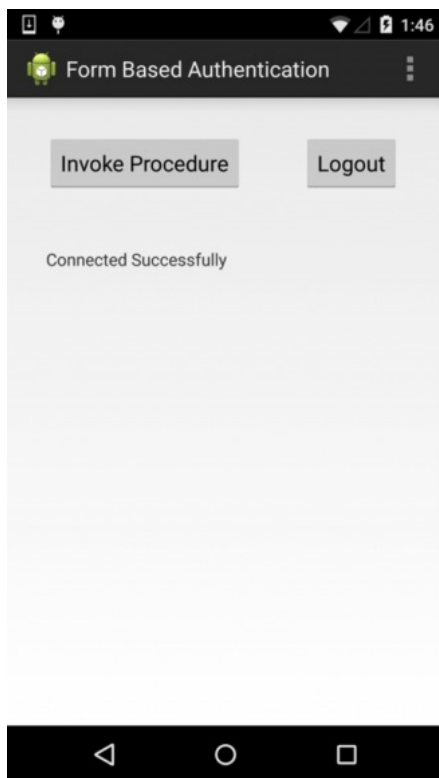 1:46
Form Based Authentication
Invoke Procedure
Logout
Connected Successfully